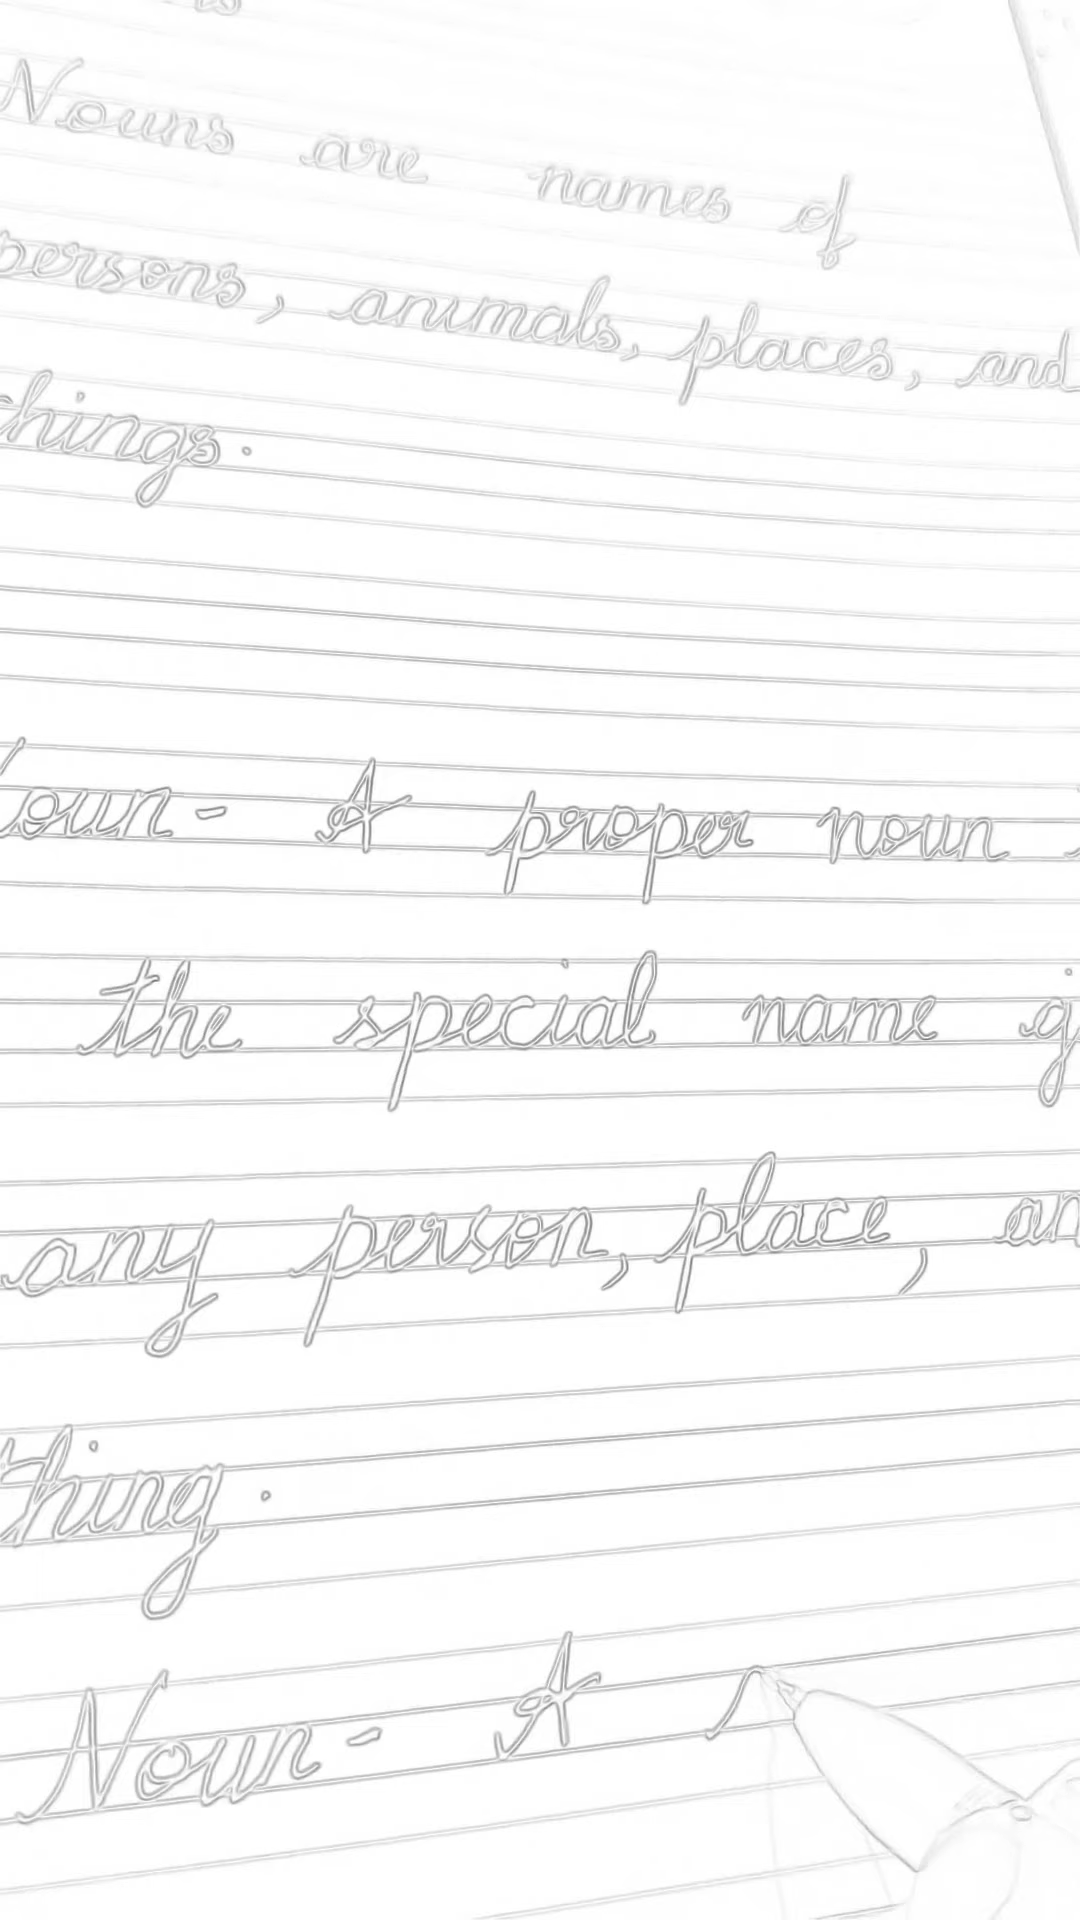 Nouns are names of
persons, animals, places, and
things.
Noun- A proper noun
the special name
any person, place,
thing.
Noun- A